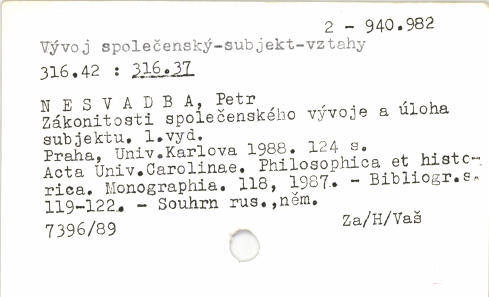 2 - 940.982
Vývoj společenský-subjekt-vztahy
316.42 : 316.37
N E S V A D B A, Petr
Zákonitosti společenského vývoje a úloha
subjektu. 1.vyd.
Praha, Univ.Karlova 1988. 124 s.
Acta Univ.Carolinae. Philosophica et histo-
rica. Monographia. 118, 1987. - Bibliogr.s.
119-122. - Souhrn rus.,něm.
7396/89
Za/H/Vaš